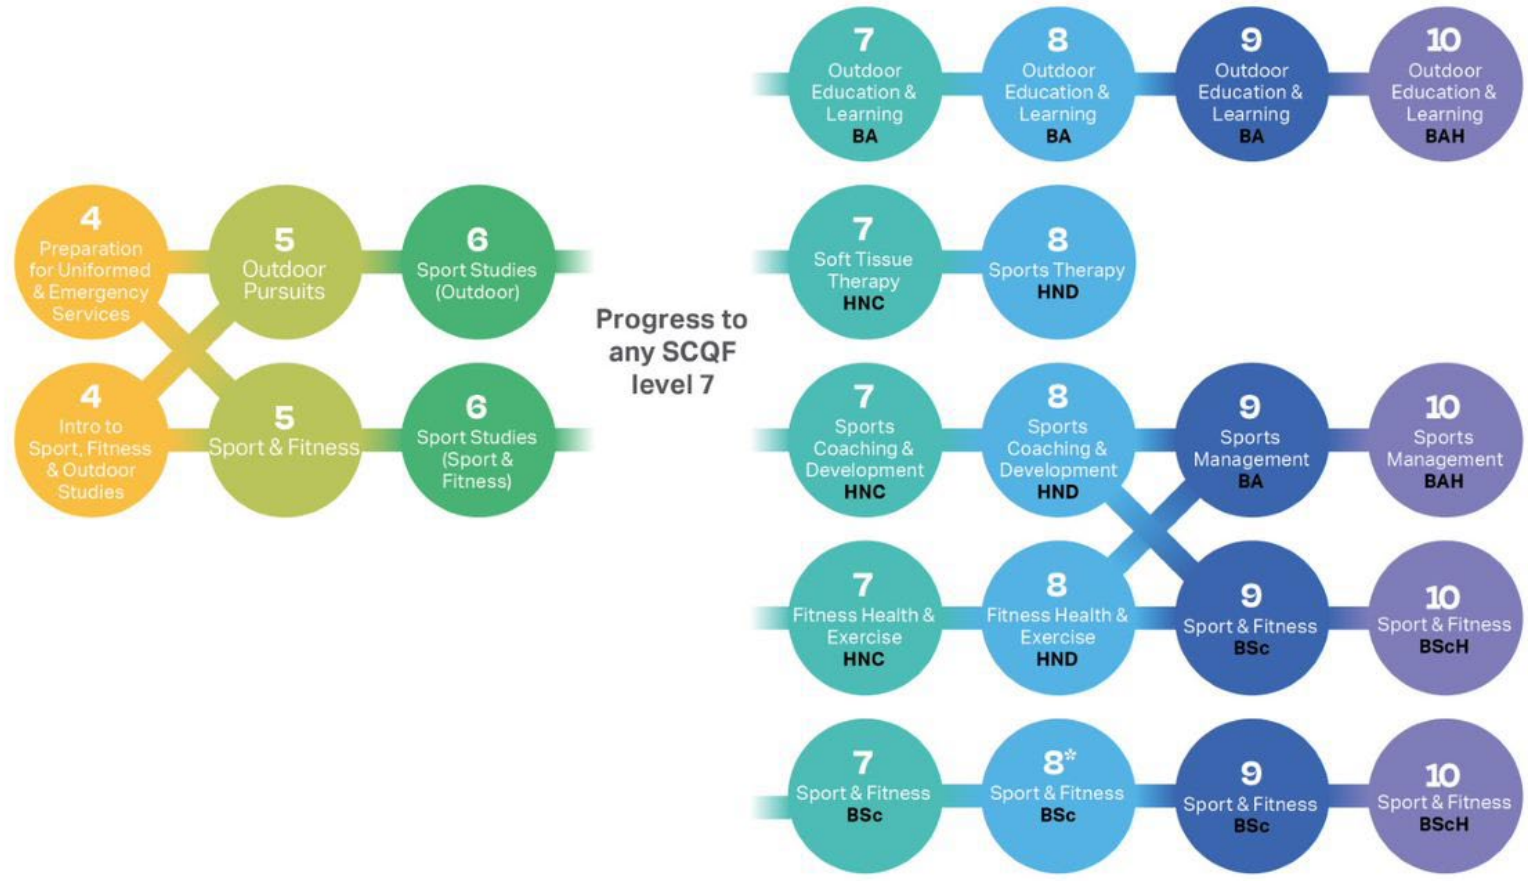 7
Outdoor
Education &
Learning
BA
8
Outdoor
Education &
Learning
BA
9
Outdoor
Education &
Learning
BA
10
Outdoor
Education &
Learning
BAH
4
Preparation
for Uniformed
& Emergency
Services
5
Outdoor
Pursuits
6
Sport Studies
(Outdoor)
4
Intro to
Sport, Fitness
& Outdoor
Studies
5
Sport & Fitness
6
Sport Studies
(Sport &
Fitness)
Progress to
any SCQF
level 7
7
Soft Tissue
Therapy
HNC
8
Sports Therapy
HND
7
Sports
Coaching &
Development
HNC
8
Sports
Coaching &
Development
HND
9
Sports
Management
BA
10
Sports
Management
BAH
7
Fitness Health &
Exercise
HNC
8
Fitness Health &
Exercise
HND
9
Sport & Fitness
BSc
10
Sport & Fitness
BScH
7
Sport & Fitness
BSc
8*
Sport & Fitness
BSc
9
Sport & Fitness
BSc
10
Sport & Fitness
BScH